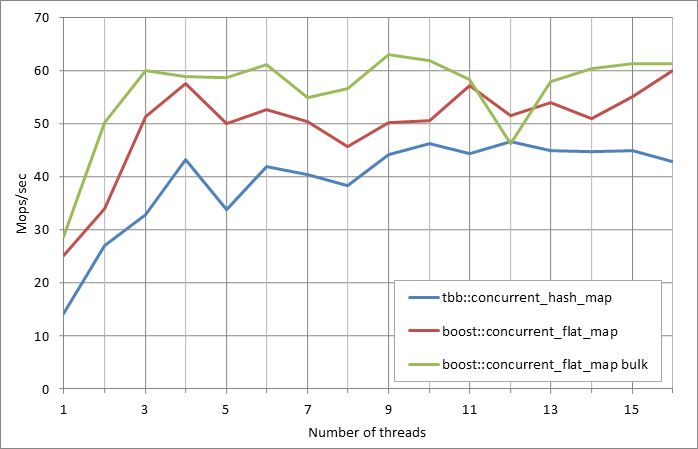 70
60
50
40
30
20
10
0
Mops/sec
tbb::concurrent_hash_map
boost::concurrent_flat_map
boost::concurrent_flat_map bulk
1 3 5 7 9 11 13 15
Number of threads